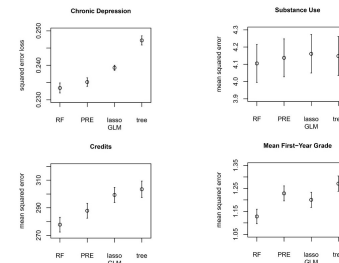 Chronic Depression
squared error loss
0.250
0.240
0.230
RF PRE lasso tree
GLM
Substance Use
mean squared error
4.3
4.2
4.1
4.0
3.9
RF PRE lasso tree
GLM
Credits
mean squared error
310
290
270
RF PRE lasso tree
GLM
Mean First−Year Grade
mean squared error
1.35
1.25
1.15
1.05
RF PRE lasso tree
GLM